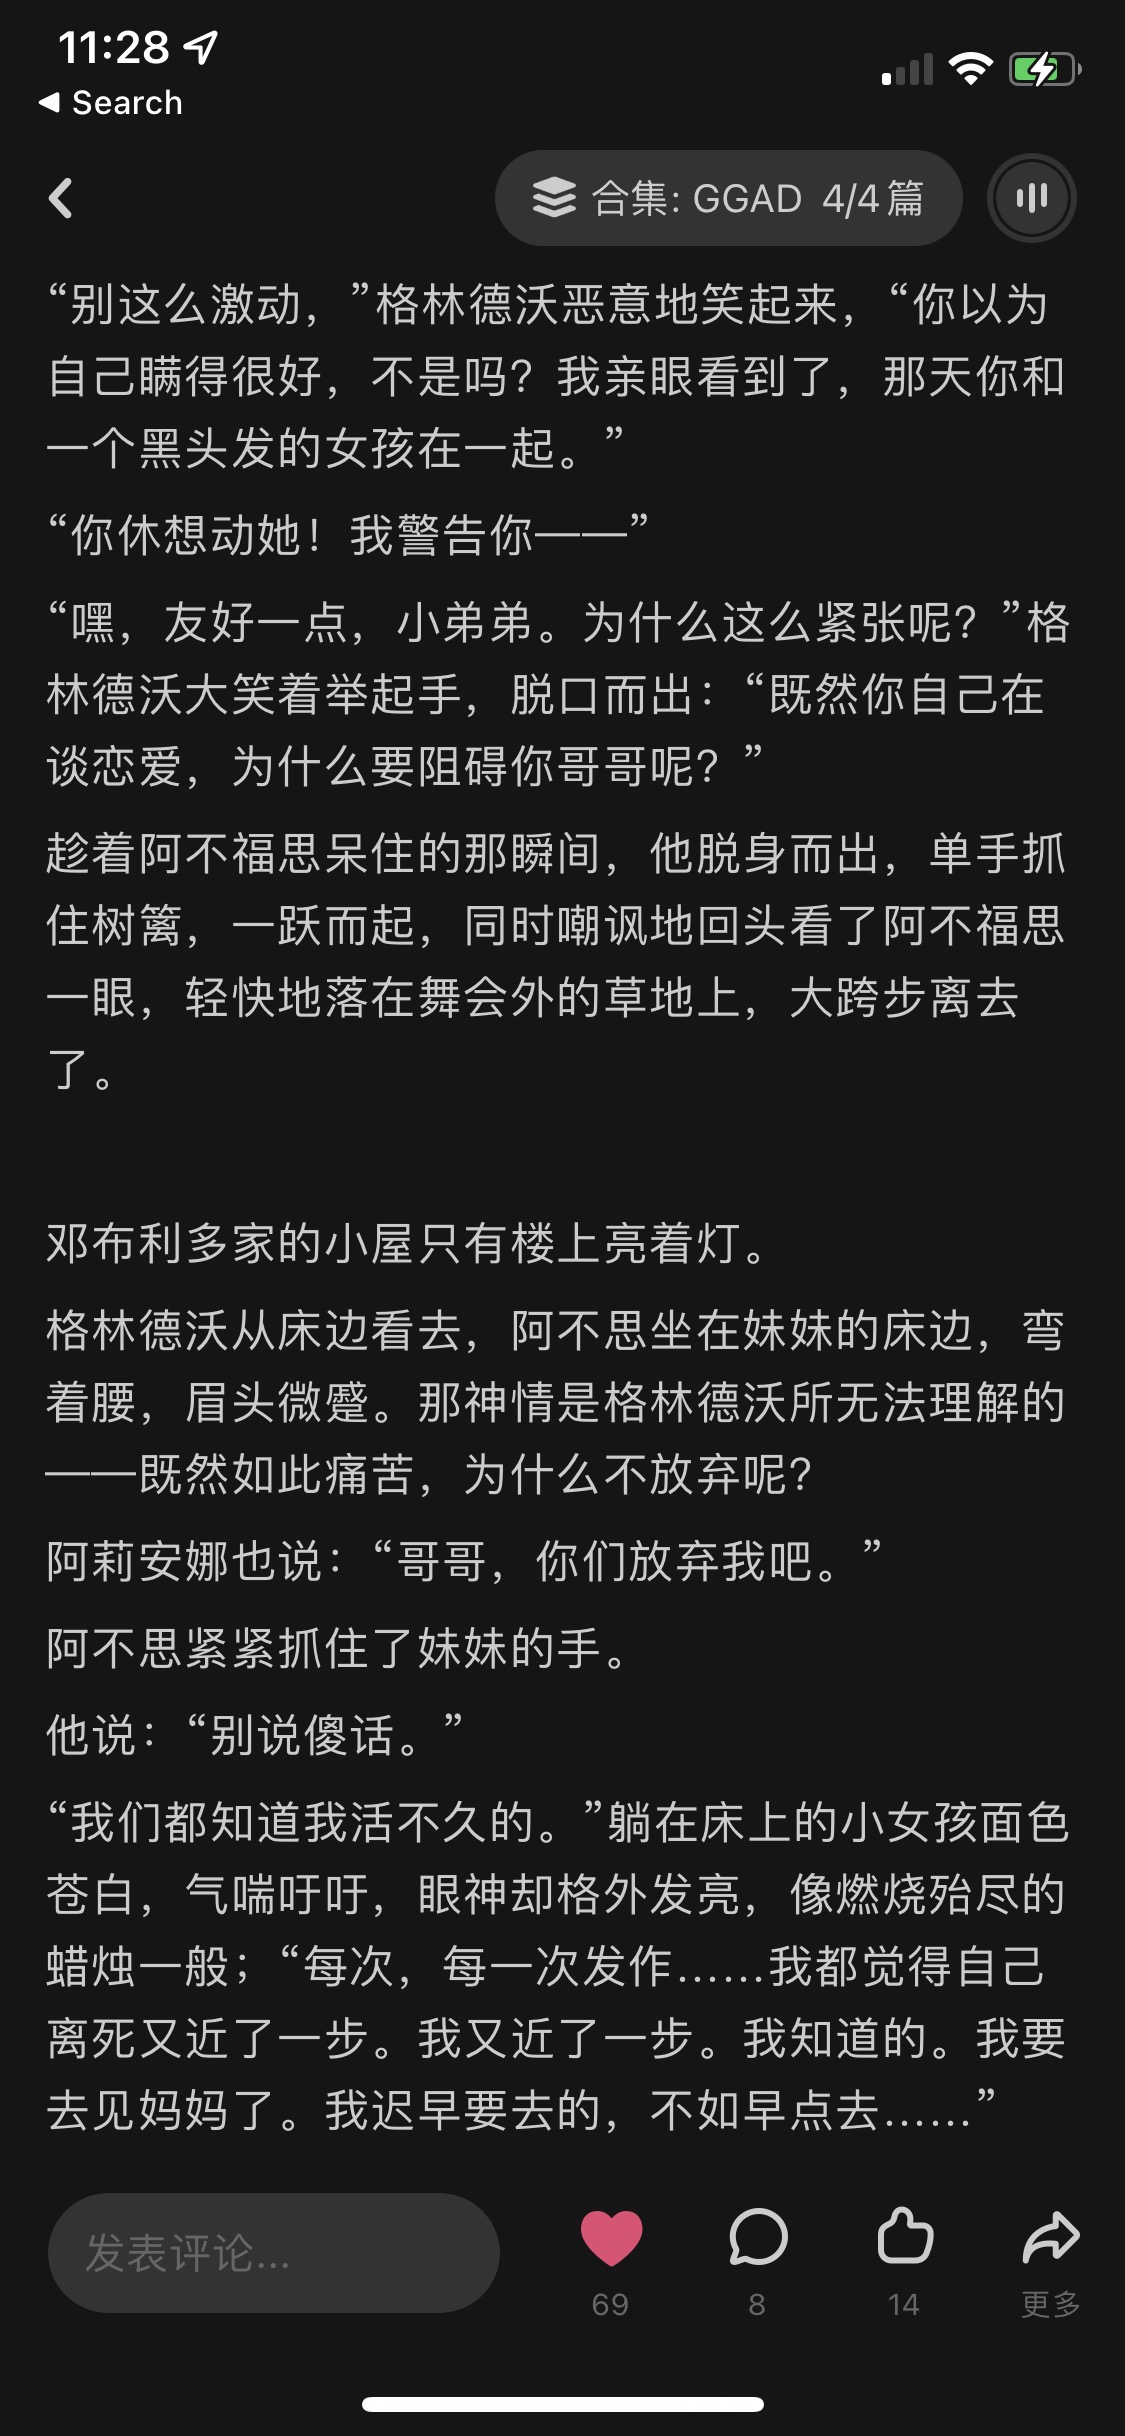 11:28
Search
合集: GGAD 4/4篇
“别这么激动，”格林德沃恶意地笑起来，“你以为
自己瞒得很好，不是吗？我亲眼看到了，那天你和
一个黑头发的女孩在一起。”
“你休想动她！我警告你——”
“嘿，友好一点，小弟弟。为什么这么紧张呢？”格
林德沃大笑着举起手，脱口而出：“既然你自己在
谈恋爱，为什么要阻碍你哥哥呢？”
趁着阿不福思呆住的那瞬间，他脱身而出，单手抓
住树篱，一跃而起，同时嘲讽地回头看了阿不福思
一眼，轻快地落在舞会外的草地上，大跨步离去
了。
邓布利多家的小屋只有楼上亮着灯。
格林德沃从床边看去，阿不思坐在妹妹的床边，弯
着腰，眉头微蹙。那神情是格林德沃所无法理解的
——既然如此痛苦，为什么不放弃呢？
阿莉安娜也说：“哥哥，你们放弃我吧。”
阿不思紧紧抓住了妹妹的手。
他说：“别说傻话。”
“我们都知道我活不久的。”躺在床上的小女孩面色
苍白，气喘吁吁，眼神却格外发亮，像燃烧殆尽的
蜡烛一般；“每次，每一次发作……我都觉得自己
离死又近了一步。我又近了一步。我知道的。我要
去见妈妈了。我迟早要去的，不如早点去……”
发表评论...
69
8
14
更多